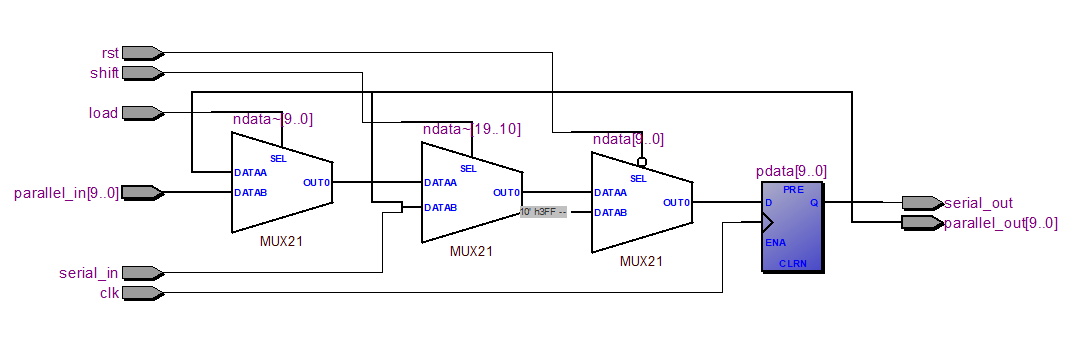 rst
shift
load
ndata~[9..0]
ndata~[19..10]
ndata[9..0]
SEL
SEL
SEL
pdata[9..0]
DATAA
DATAB
OUT0
DATAA
DATAB
OUT0
DATAA
DATAB
OUT0
PRE
D
Q
ENA
CLRN
parallel_in[9..0]
10' h3FF --
serial_out
parallel_out[9..0]
MUX21
MUX21
MUX21
serial_in
clk